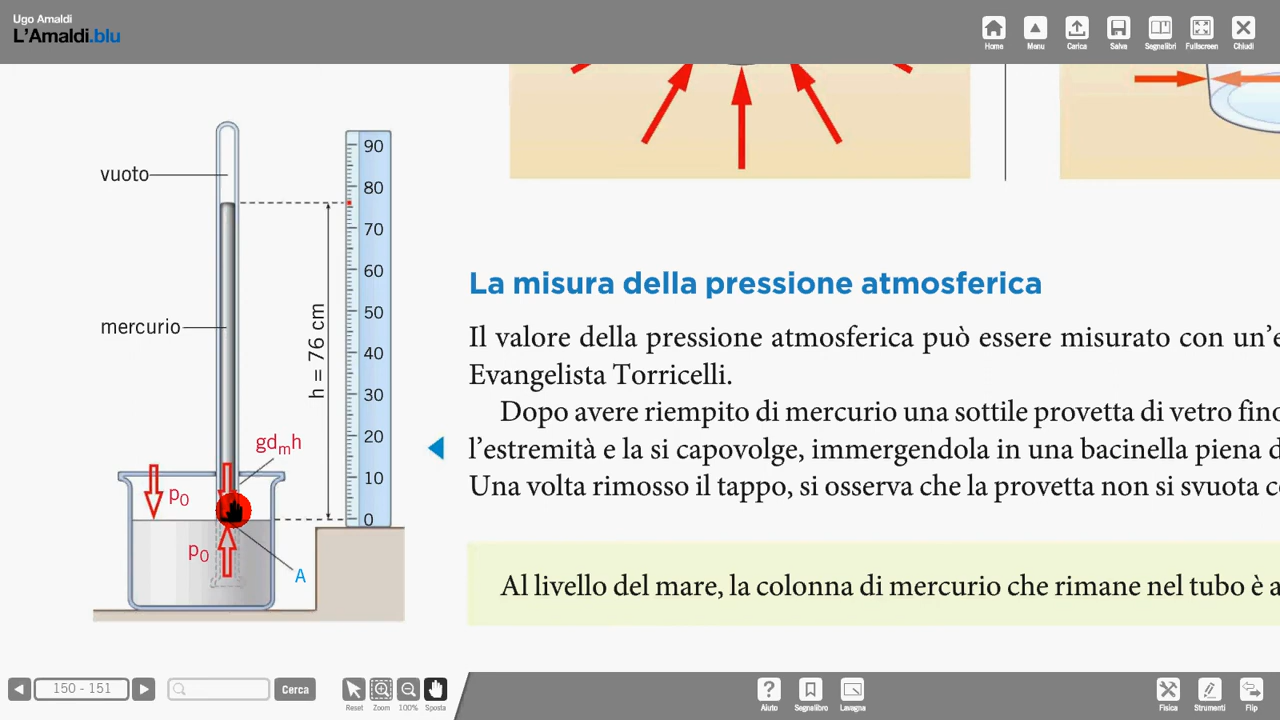 Ugo Amaldi
L'Amaldi.blu
Home
Menu
Carica
Salva
Segnalibri
Fullscreen
Chiudi
vuoto
mercurio
h = 76 cm
90
80
70
60
50
40
30
20
10
0
gdmh
p0
p0
A
La misura della pressione atmosferica
Il valore della pressione atmosferica può essere misurato con un'e
Evangelista Torricelli.
Dopo avere riempito di mercurio una sottile provetta di vetro fino
l'estremità e la si capovolge, immergendola in una bacinella piena d
Una volta rimosso il tappo, si osserva che la provetta non si svuota c
Al livello del mare, la colonna di mercurio che rimane nel tubo è a
150 - 151
Cerca
Reset
Zoom
100%
Sposta
?
Aiuto
Segnalibro
Lavagna
Fisica
Strumenti
Flip